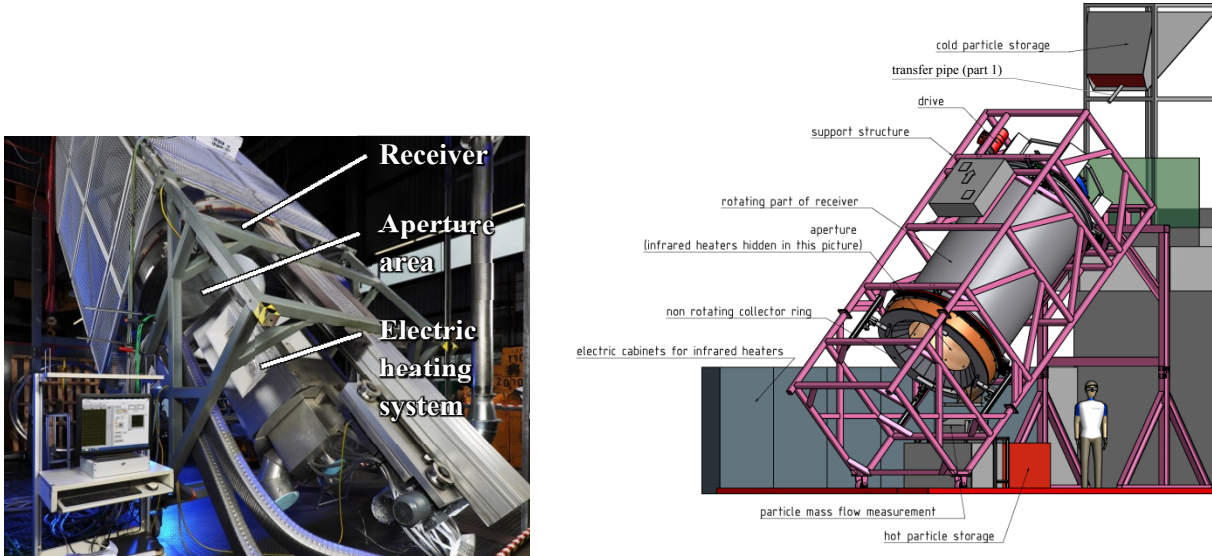 Receiver
Aperture
area
Electric
heating
system
cold particle storage
transfer pipe (part 1)
drive
support structure
rotating part of receiver
aperture
(infrared heaters hidden in this picture)
non rotating collector ring
electric cabinets for infrared heaters
particle mass flow measurement
hot particle storage